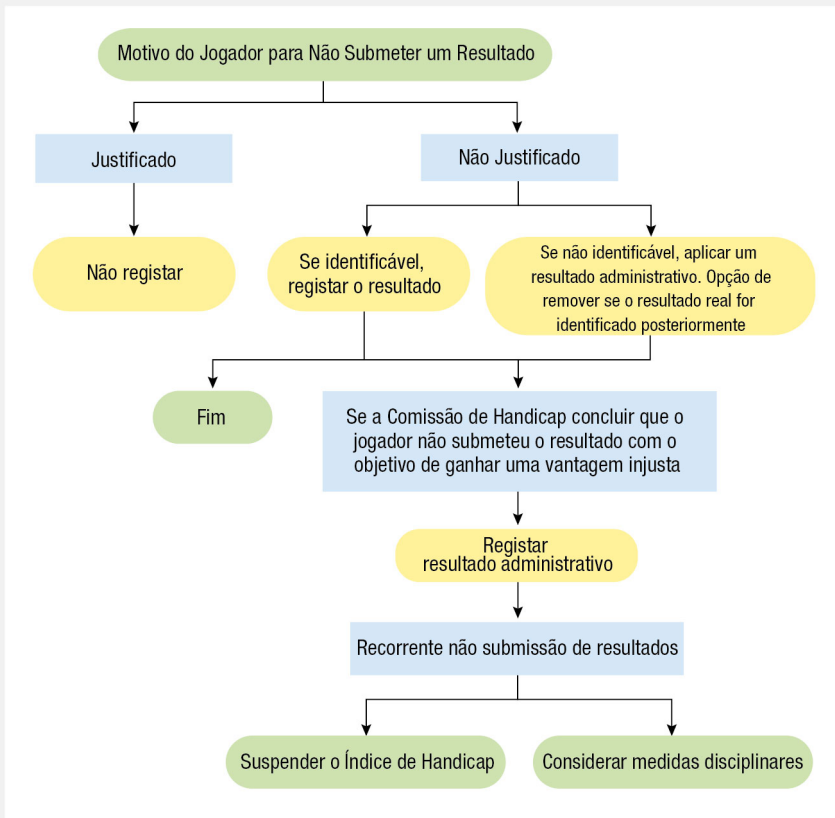 Motivo do Jogador para Não Submeter um Resultado
Justificado
Não Justificado
Não registar
Se identificável,
registar o resultado
Se não identificável, aplicar um
resultado administrativo. Opção de
remover se o resultado real for
identificado posteriormente
Fim
Se a Comissão de Handicap concluir que o
jogador não submeteu o resultado com o
objetivo de ganhar uma vantagem injusta
Registar
resultado administrativo
Recorrente não submissão de resultados
Suspender o Índice de Handicap
Considerar medidas disciplinares